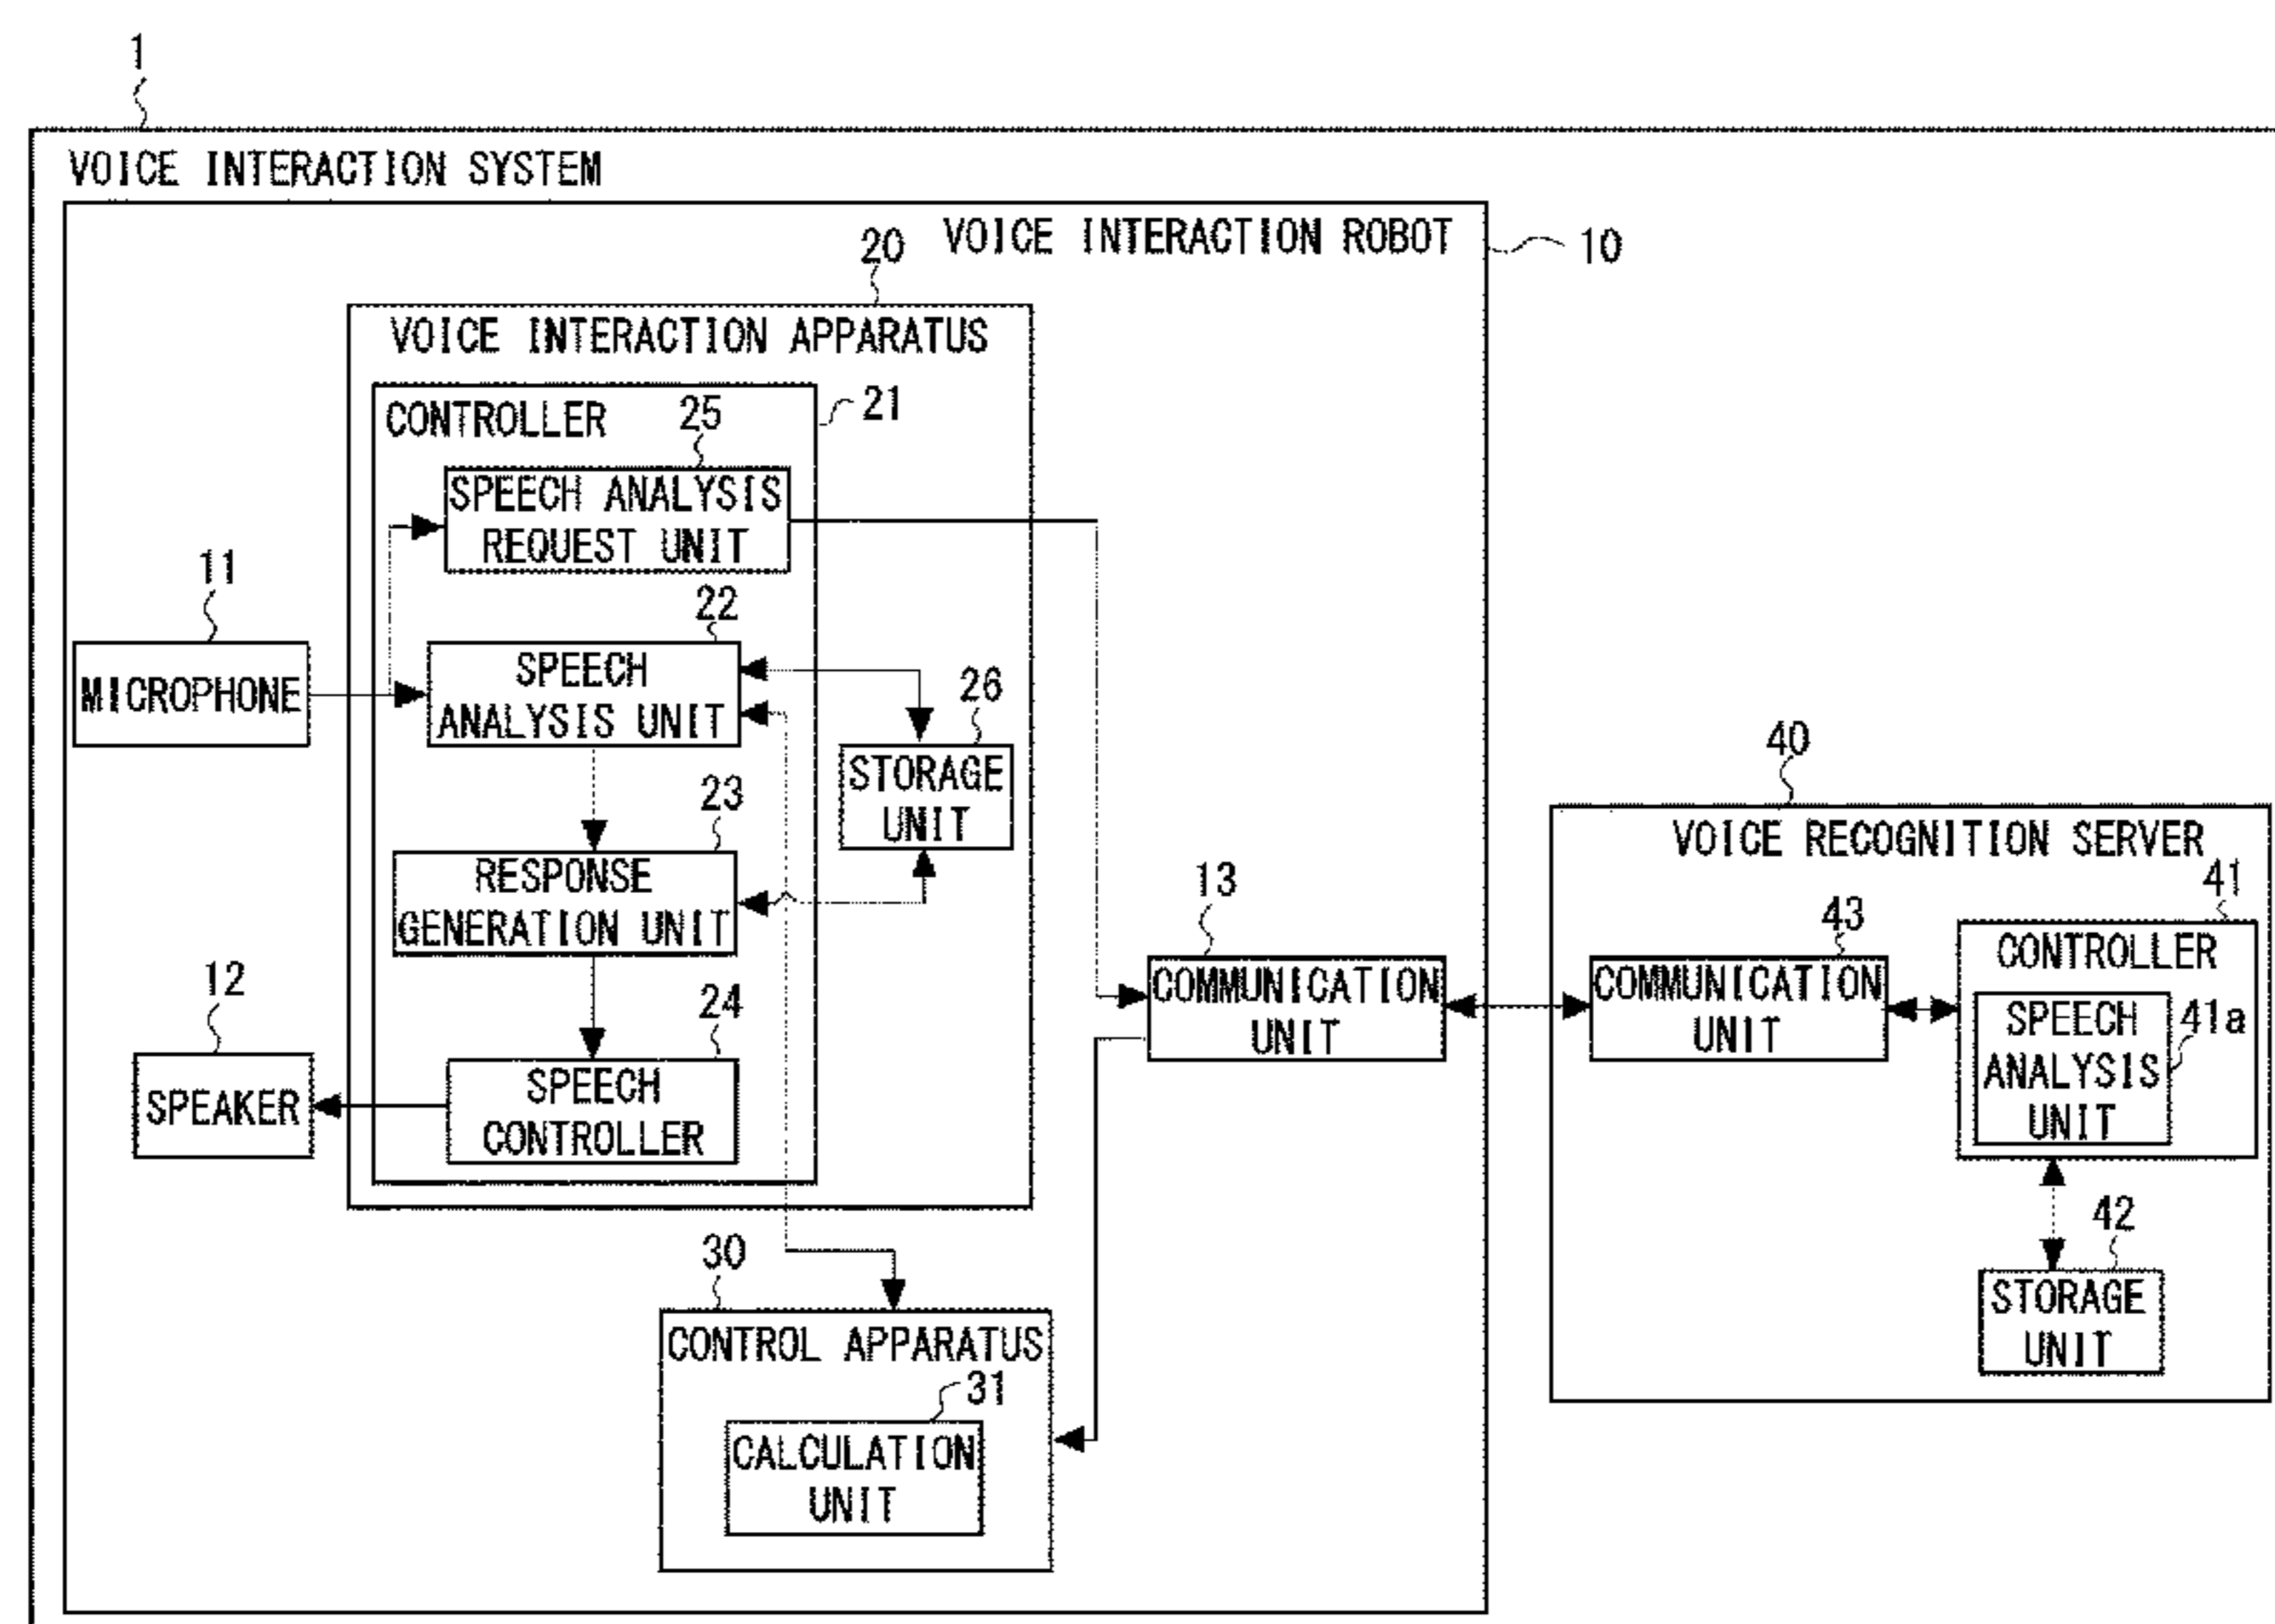 1
VOICE INTERACTION SYSTEM
VOICE INTERACTION ROBOT
10
20
VOICE INTERACTION APPARATUS
21
CONTROLLER
25
SPEECH ANALYSIS
REQUEST UNIT
11
MICROPHONE
22
SPEECH
ANALYSIS UNIT
26
STORAGE
UNIT
23
RESPONSE
GENERATION UNIT
12
SPEAKER
24
SPEECH
CONTROLLER
13
COMMUNICATION
UNIT
30
CONTROL APPARATUS
31
CALCULATION
UNIT
40
VOICE RECOGNITION SERVER
43
COMMUNICATION
UNIT
41
CONTROLLER
SPEECH
ANALYSIS
UNIT
41a
42
STORAGE
UNIT